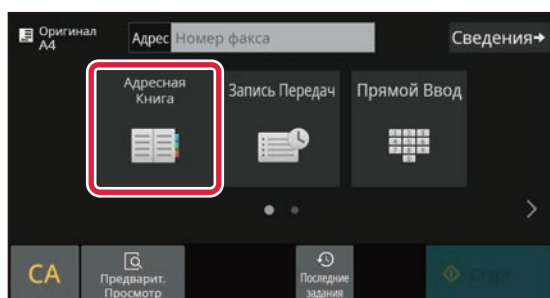 Оригинал
A4
Адрес Номер факса
Сведения
Адресная
Книга
Запись Передач
Прямой Ввод
CA
Предварит.
Просмотр
Последние
задания
Старт